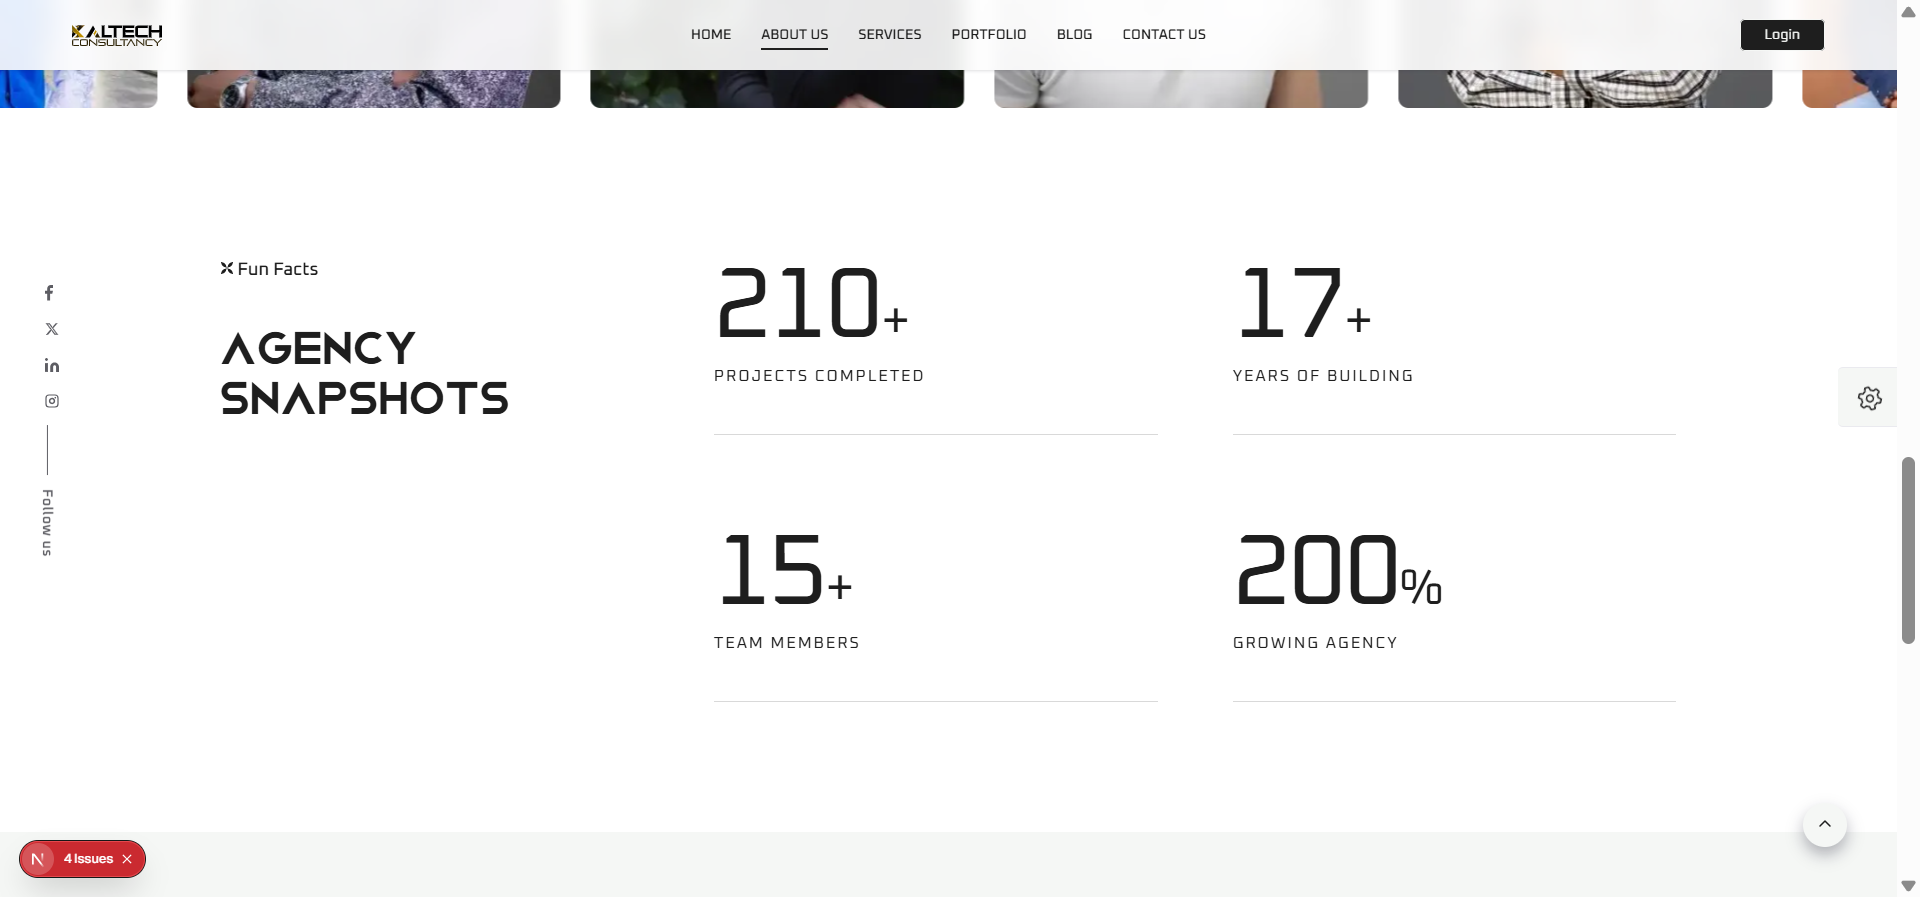 KALTECH
CONSULTANCY
HOME
ABOUT US
SERVICES
PORTFOLIO
BLOG
CONTACT US
Login
Fun Facts
AGENCY
SNAPSHOTS
210+
PROJECTS COMPLETED
17+
YEARS OF BUILDING
15+
TEAM MEMBERS
200%
GROWING AGENCY
Follow us
N
4 Issues